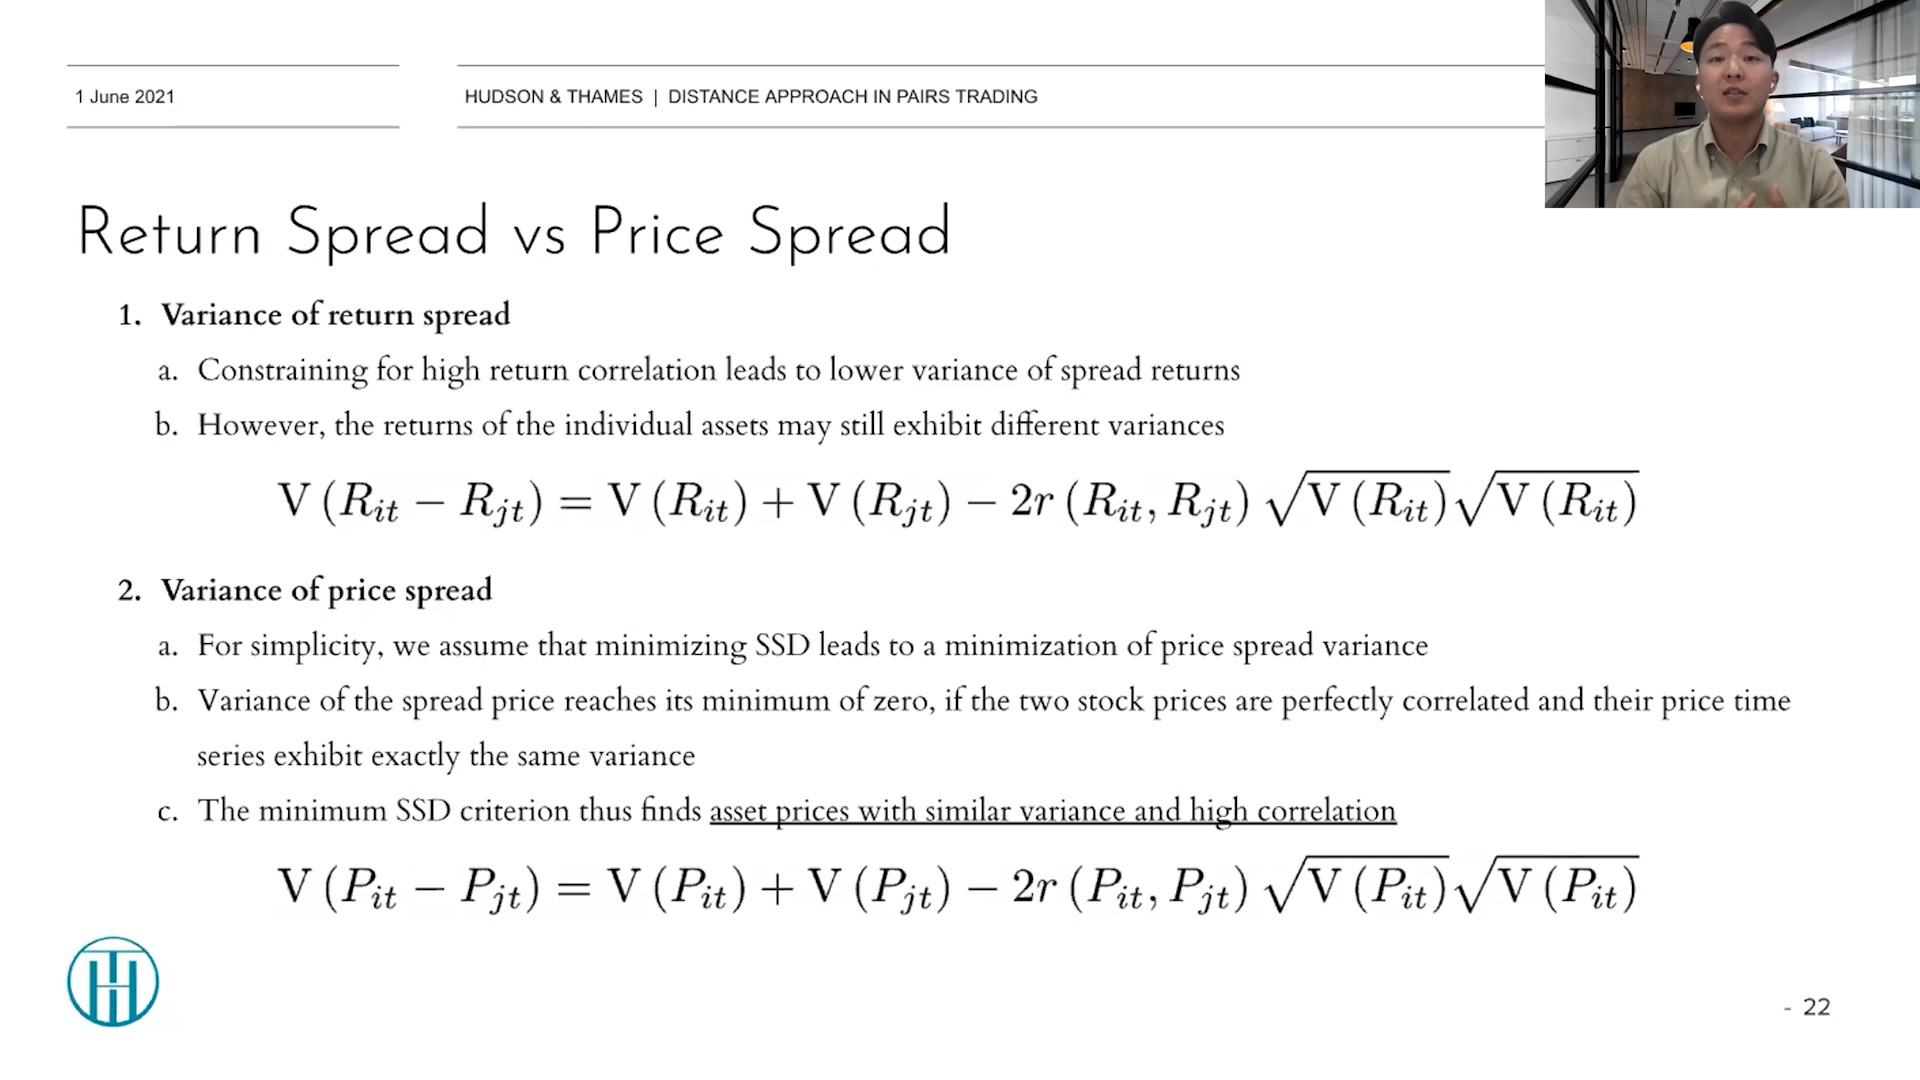 1 June 2021
HUDSON & THAMES | DISTANCE APPROACH IN PAIRS TRADING
Return Spread vs Price Spread
1. Variance of return spread
a. Constraining for high return correlation leads to lower variance of spread returns
b. However, the returns of the individual assets may still exhibit different variances
V (R_it − R_jt) = V (R_it) + V (R_jt) − 2r (R_it, R_jt) √V (R_it) √V (R_it)
2. Variance of price spread
a. For simplicity, we assume that minimizing SSD leads to a minimization of price spread variance
b. Variance of the spread price reaches its minimum of zero, if the two stock prices are perfectly correlated and their price time
series exhibit exactly the same variance
c. The minimum SSD criterion thus finds asset prices with similar variance and high correlation
V (P_it − P_jt) = V (P_it) + V (P_jt) − 2r (P_it, P_jt) √V (P_it) √V (P_it)
- 22